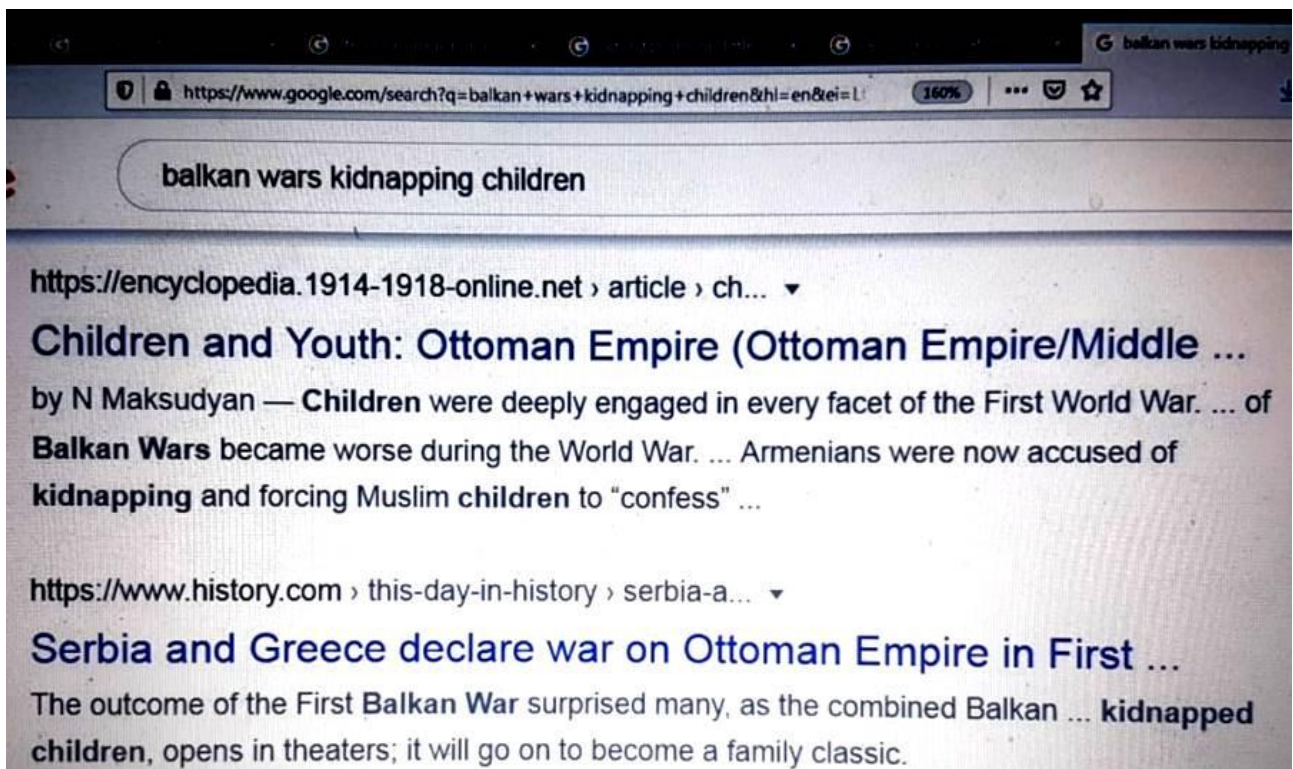 G balkan wars kidnapping
https://www.google.com/search?q=balkan+wars+kidnapping+children&hl=en&ei=L
160%
balkan wars kidnapping children
https://encyclopedia.1914-1918-online.net › article › ch...
Children and Youth: Ottoman Empire (Ottoman Empire/Middle ...
by N Maksudyan — Children were deeply engaged in every facet of the First World War. ... of
Balkan Wars became worse during the World War. ... Armenians were now accused of
kidnapping and forcing Muslim children to “confess” ...
https://www.history.com › this-day-in-history › serbia-a...
Serbia and Greece declare war on Ottoman Empire in First ...
The outcome of the First Balkan War surprised many, as the combined Balkan ... kidnapped
children, opens in theaters; it will go on to become a family classic.